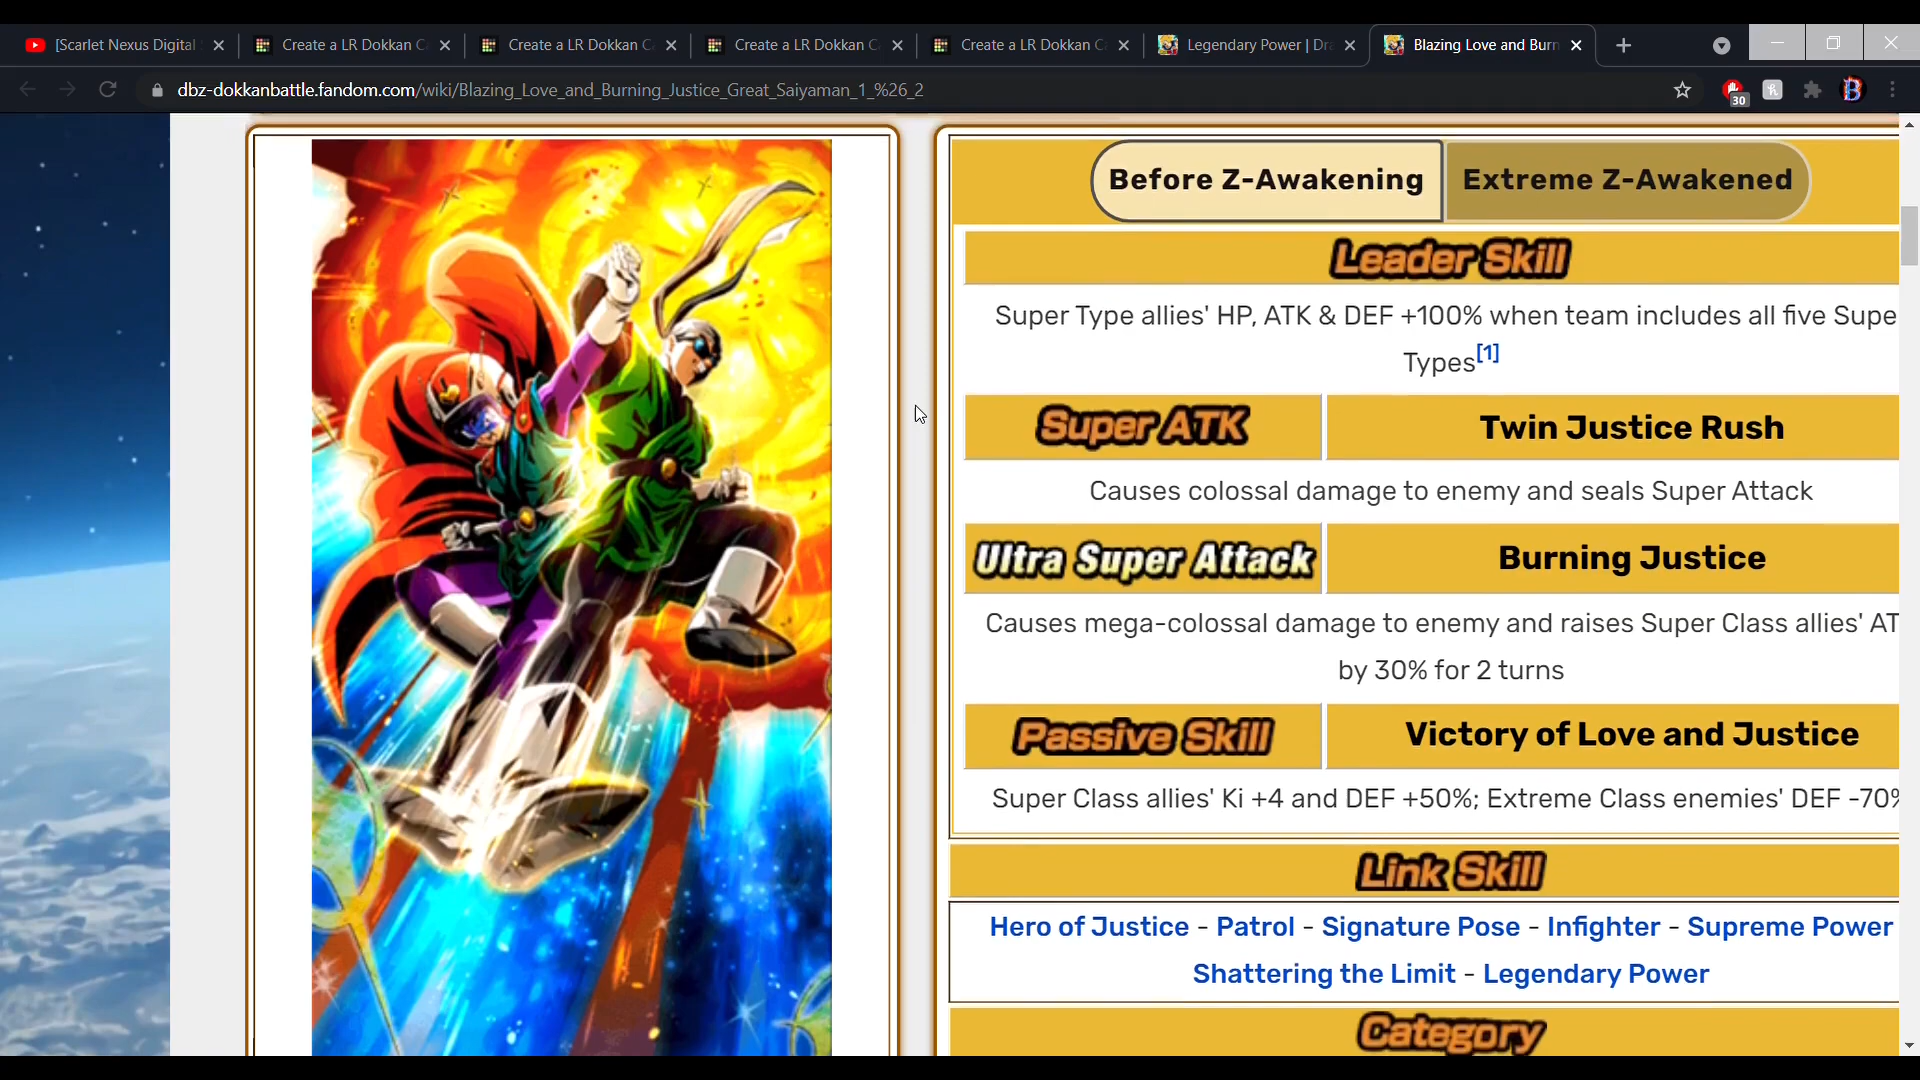 [Scarlet Nexus Digital
Create a LR Dokkan C
Create a LR Dokkan C
Create a LR Dokkan C
Create a LR Dokkan C
Legendary Power | Dr
Blazing Love and Burn
dbz-dokkanbattle.fandom.com/wiki/Blazing_Love_and_Burning_Justice_Great_Saiyaman_1_%26_2
30
Before Z-Awakening
Extreme Z-Awakened
Leader Skill
Super Type allies' HP, ATK & DEF +100% when team includes all five Supe
Types[1]
Super ATK
Twin Justice Rush
Causes colossal damage to enemy and seals Super Attack
Ultra Super Attack
Burning Justice
Causes mega-colossal damage to enemy and raises Super Class allies' AT
by 30% for 2 turns
Passive Skill
Victory of Love and Justice
Super Class allies' Ki +4 and DEF +50%; Extreme Class enemies' DEF -70%
Link Skill
Hero of Justice - Patrol - Signature Pose - Infighter - Supreme Power
Shattering the Limit - Legendary Power
Category